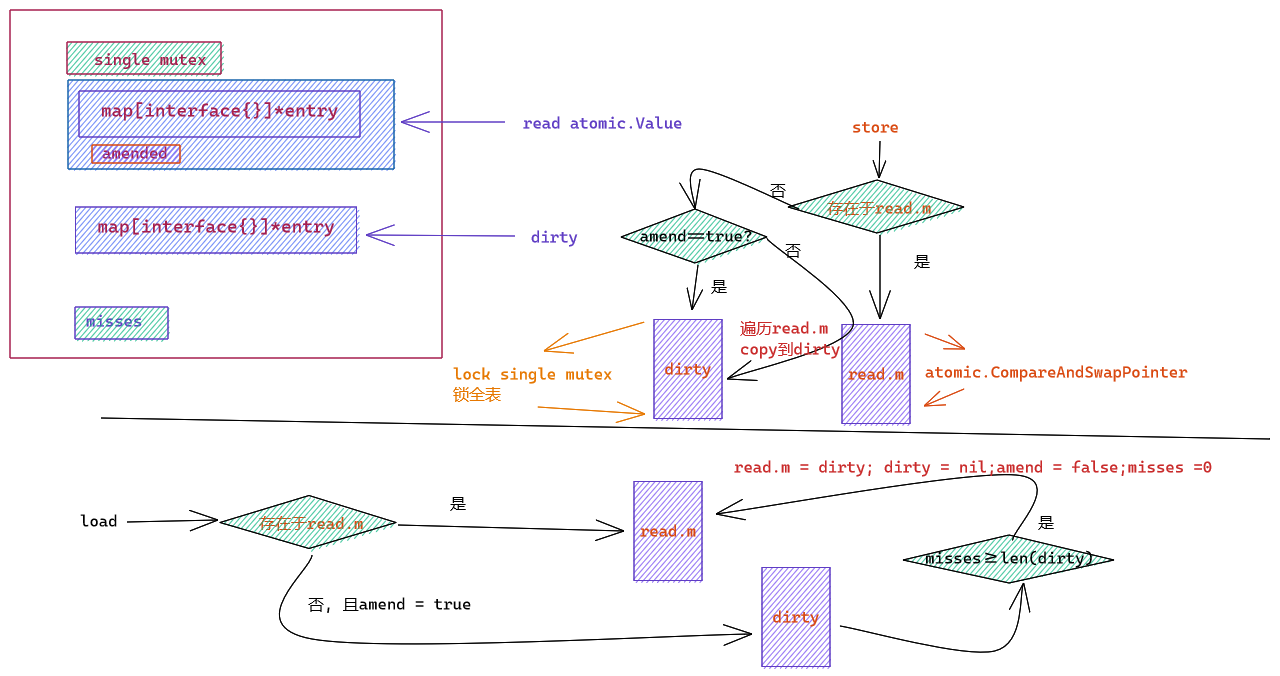 single mutex
map[interface{}]*entry
amended
read atomic.Value
map[interface{}]*entry
dirty
misses
store
存在于read.m
否
amend==true?
否
是
是
遍历read.m
copy到dirty
dirty
read.m
lock single mutex
锁全表
atomic.CompareAndSwapPointer
read.m = dirty; dirty = nil;amend = false;misses =0
load
存在于read.m
是
read.m
是
misses>=len(dirty)
否, 且amend = true
dirty